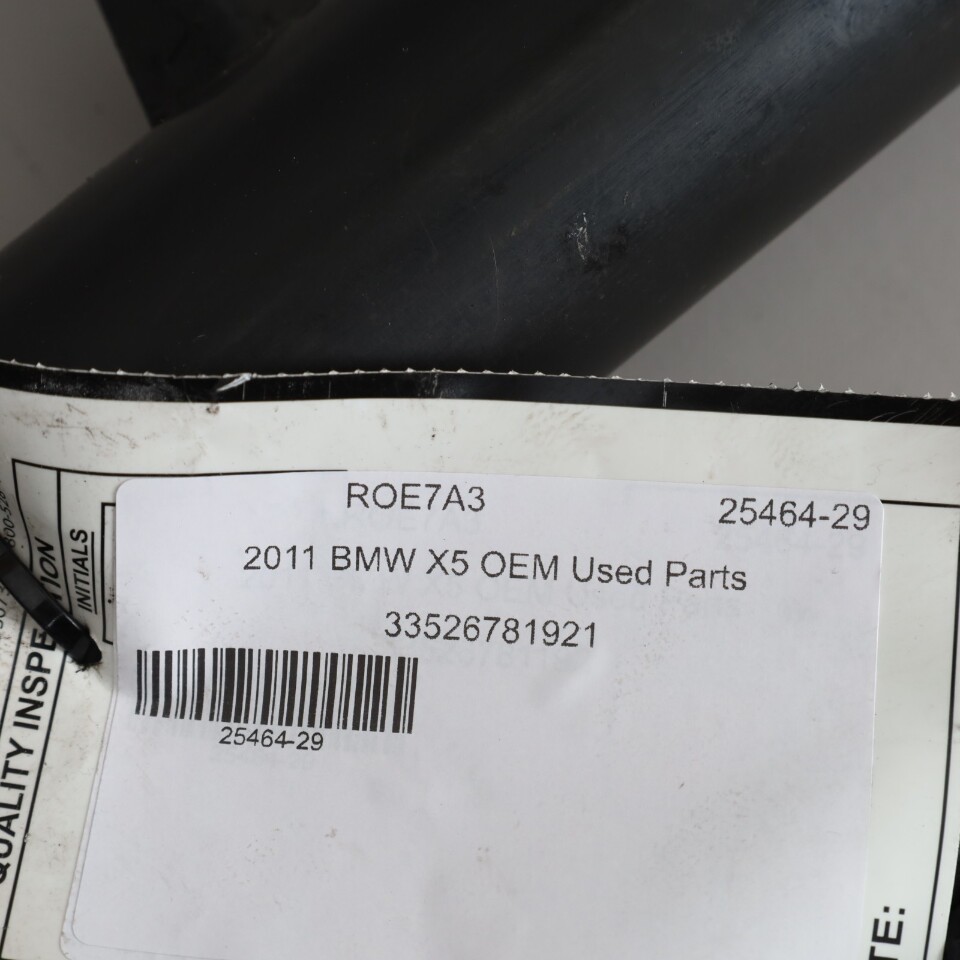 ROE7A3 25464-29
2011 BMW X5 OEM Used Parts
33526781921
25464-29
QUALITY INSPECTION
INITIALS